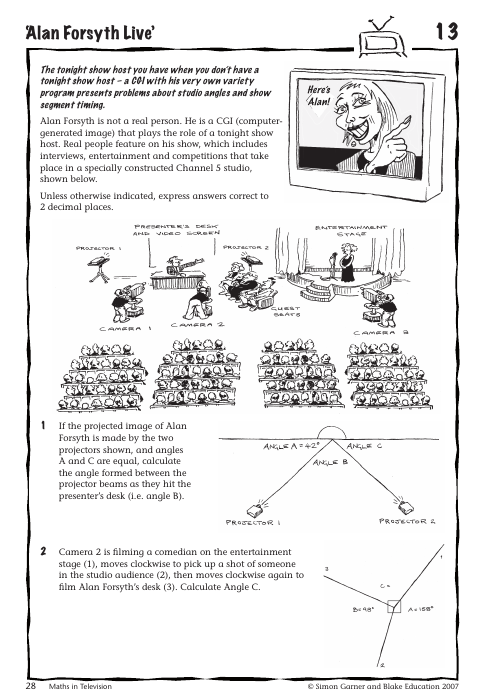 'Alan Forsyth Live'
13
The tonight show host you have when you don't have a
tonight show host – a CGI with his very own variety
program presents problems about studio angles and show
segment timing.
Here's
Alan!
Alan Forsyth is not a real person. He is a CGI (computer-
generated image) that plays the role of a tonight show
host. Real people feature on his show, which includes
interviews, entertainment and competitions that take
place in a specially constructed Channel 5 studio,
shown below.
Unless otherwise indicated, express answers correct to
2 decimal places.
PRESENTER'S DESK
AND VIDEO SCREEN
ENTERTAINMENT
STAGE
PROJECTOR 1
PROJECTOR 2
GUEST
SEATS
CAMERA 1
CAMERA 2
CAMERA 3
1 If the projected image of Alan
Forsyth is made by the two
projectors shown, and angles
A and C are equal, calculate
the angle formed between the
projector beams as they hit the
presenter's desk (i.e. angle B).
ANGLE A = 42°
ANGLE C
ANGLE B
PROJECTOR 1
PROJECTOR 2
2 Camera 2 is filming a comedian on the entertainment
stage (1), moves clockwise to pick up a shot of someone
in the studio audience (2), then moves clockwise again to
film Alan Forsyth's desk (3). Calculate Angle C.
1
3
C =
B=98°
A=158°
2
28 Maths in Television
© Simon Garner and Blake Education 2007